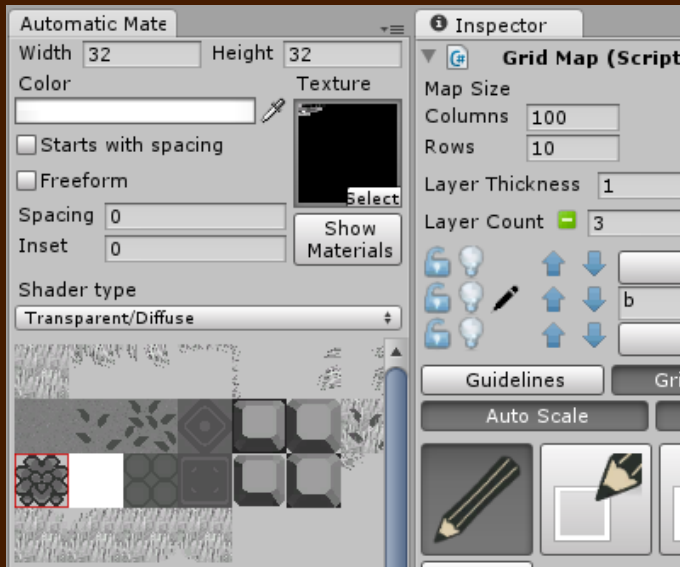 Automatic Mate
Width 32 Height 32
Color Texture
Starts with spacing
Select
Freeform
Spacing 0
Inset 0
Show
Materials
Shader type
Transparent/Diffuse
Inspector
Grid Map (Script
Map Size
Columns 100
Rows 10
Layer Thickness 1
Layer Count 3
b
Guidelines Gri
Auto Scale